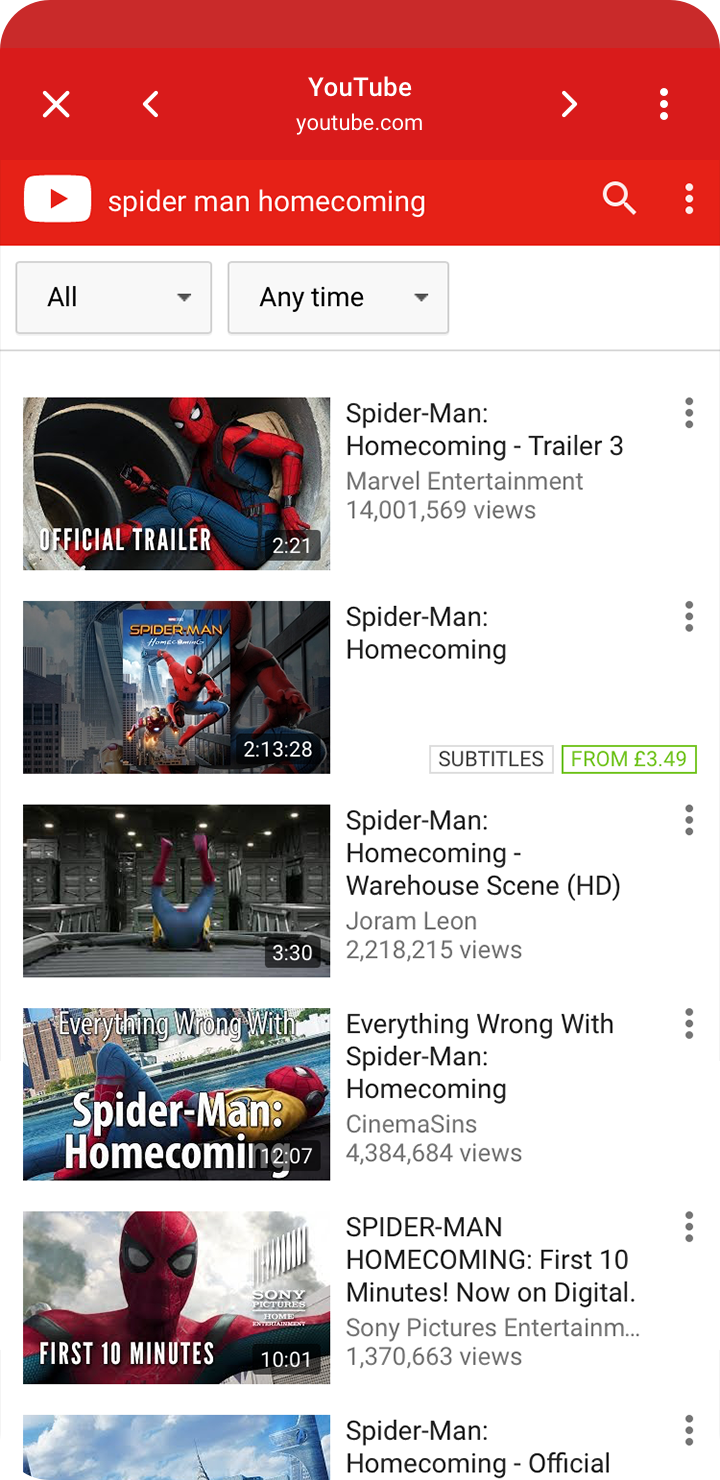 YouTube
youtube.com
spider man homecoming
All
Any time
OFFICIAL TRAILER
2:21
Spider-Man:
Homecoming - Trailer 3
Marvel Entertainment
14,001,569 views
SPIDER-MAN
HOMECOMING
2:13:28
Spider-Man:
Homecoming
SUBTITLES
FROM £3.49
3:30
Spider-Man:
Homecoming -
Warehouse Scene (HD)
Joram Leon
2,218,215 views
Everything Wrong With
Spider-Man:
Homecoming
12:07
Everything Wrong With
Spider-Man:
Homecoming
CinemaSins
4,384,684 views
SONY
PICTURES
HOME
ENTERTAINMENT
FIRST 10 MINUTES
10:01
SPIDER-MAN
HOMECOMING: First 10
Minutes! Now on Digital.
Sony Pictures Entertainm...
1,370,663 views
Spider-Man:
Homecoming - Official